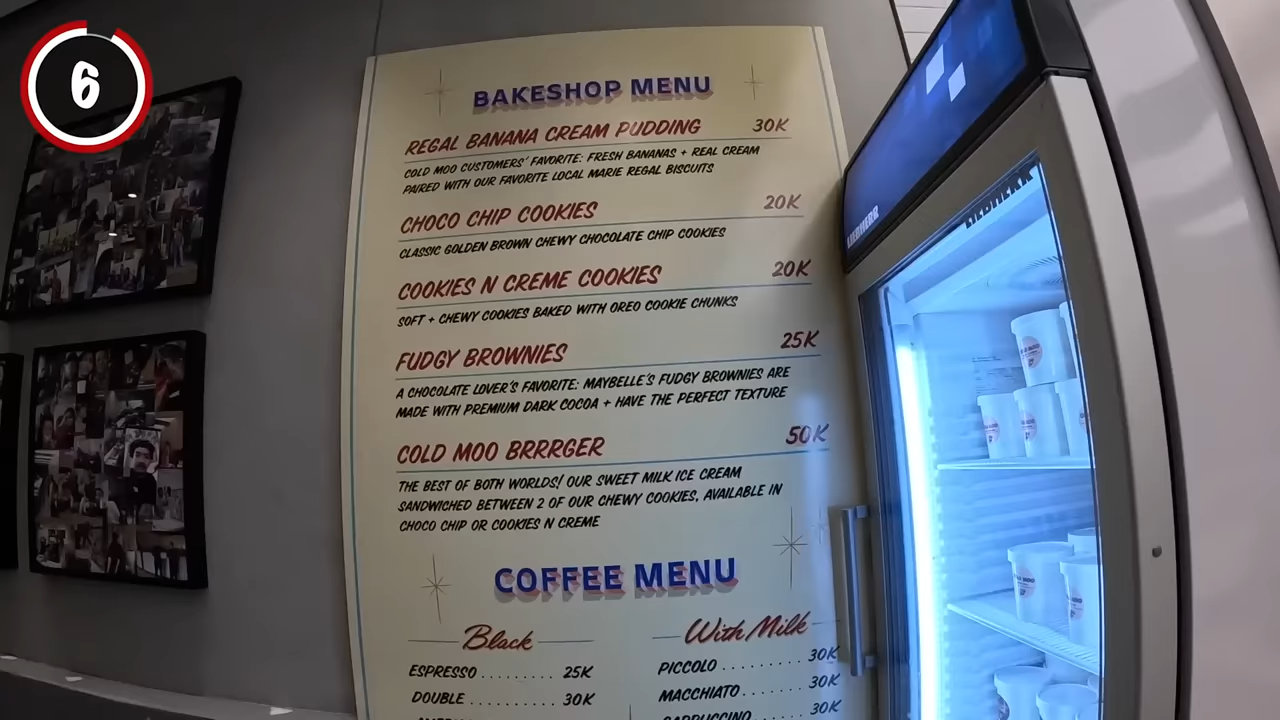 6
BAKESHOP MENU
REGAL BANANA CREAM PUDDING 30K
COLD MOO CUSTOMERS' FAVORITE: FRESH BANANAS + REAL CREAM
PAIRED WITH OUR FAVORITE LOCAL MARIE REGAL BISCUITS
CHOCO CHIP COOKIES 20K
CLASSIC GOLDEN BROWN CHEWY CHOCOLATE CHIP COOKIES
COOKIES N CREME COOKIES 20K
SOFT + CHEWY COOKIES BAKED WITH OREO COOKIE CHUNKS
FUDGY BROWNIES 25K
A CHOCOLATE LOVER'S FAVORITE: MAYBELLE'S FUDGY BROWNIES ARE
MADE WITH PREMIUM DARK COCOA + HAVE THE PERFECT TEXTURE
COLD MOO BRRRGER 50K
THE BEST OF BOTH WORLDS! OUR SWEET MILK ICE CREAM
SANDWICHED BETWEEN 2 OF OUR CHEWY COOKIES, AVAILABLE IN
CHOCO CHIP OR COOKIES N CREME
COFFEE MENU
Black
ESPRESSO ......... 25K
DOUBLE .......... 30K
With Milk
PICCOLO ......... 30K
MACCHIATO ....... 30K
CAPPUCCINO ...... 30K
LIEBHERR
LIEBHERR